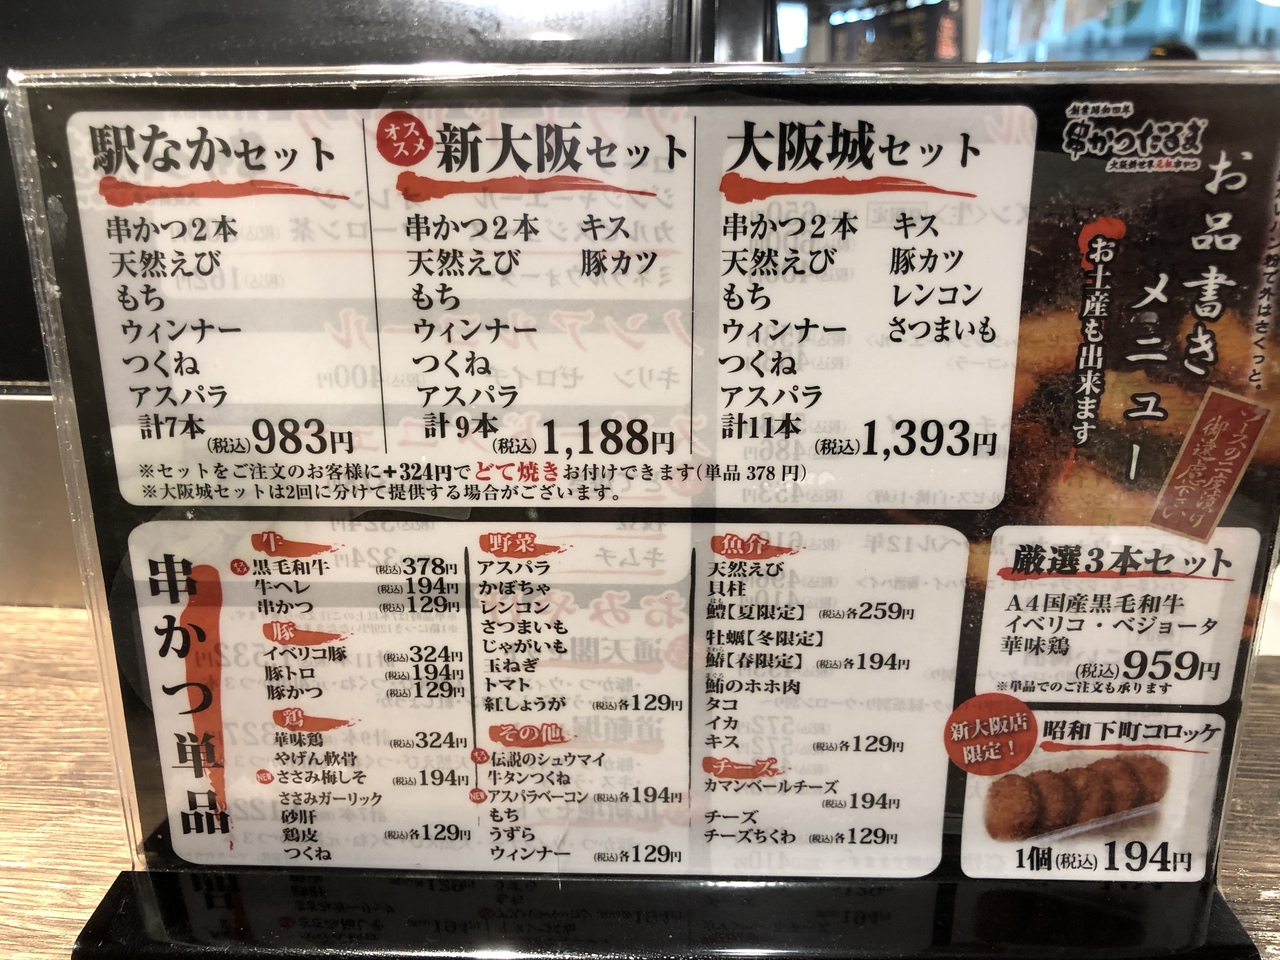 駅なかセット
串かつ2本
天然えび
もち
ウィンナー
つくね
アスパラ
計7本 (税込)983円
オススメ
新大阪セット
串かつ2本 キス
天然えび 豚カツ
もち
ウィンナー
つくね
アスパラ
計9本 (税込)1,188円
大阪城セット
串かつ2本 キス
天然えび 豚カツ
もち レンコン
ウィンナー さつまいも
つくね
アスパラ
計11本 (税込)1,393円
※セットをご注文のお客様に+324円でどて焼きお付けできます(単品378円)
※大阪城セットは2回に分けて提供する場合がございます。
創業昭和四年
串かつだるま
大阪新世界元祖串かつ
お品書き
メニュー
お土産も出来ます
ソースの二度漬け
御遠慮下さい
串かつ単品
牛
オススメ 黒毛和牛 (税込)378円
牛ヘレ (税込)194円
串かつ (税込)129円
豚
イベリコ豚 (税込)324円
豚トロ (税込)194円
豚かつ (税込)129円
鶏
華味鶏 (税込)324円
やげん軟骨
NEW ささみ梅しそ (税込)194円
ささみガーリック
砂肝
鶏皮 (税込)各129円
つくね
野菜
アスパラ
かぼちゃ
レンコン
さつまいも
じゃがいも
玉ねぎ
トマト
紅しょうが (税込)各129円
その他
オススメ 伝説のシュウマイ
牛タンつくね
NEW アスパラベーコン (税込)各194円
もち
うずら
ウィンナー (税込)各129円
魚介
天然えび
貝柱
鱧【夏限定】 (税込)各259円
牡蠣【冬限定】
鰆【春限定】 (税込)各194円
鮪のホホ肉
タコ
イカ
キス (税込)各129円
チーズ
カマンベールチーズ
(税込)194円
チーズ
チーズちくわ (税込)各129円
厳選3本セット
A4国産黒毛和牛
イベリコ・ベジョータ
華味鶏
(税込)959円
※単品でのご注文も承ります
新大阪店
限定！
昭和下町コロッケ
1個(税込)194円